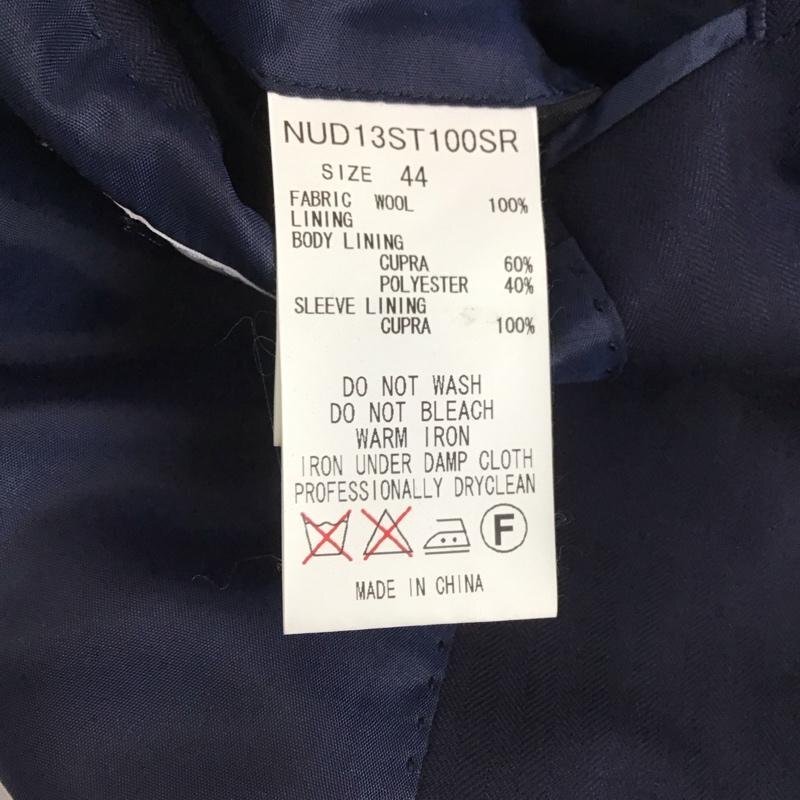 NUD13ST100SR
SIZE 44
FABRIC WOOL 100%
LINING
BODY LINING
CUPRA 60%
POLYESTER 40%
SLEEVE LINING
CUPRA 100%
DO NOT WASH
DO NOT BLEACH
WARM IRON
IRON UNDER DAMP CLOTH
PROFESSIONALLY DRYCLEAN
F
MADE IN CHINA